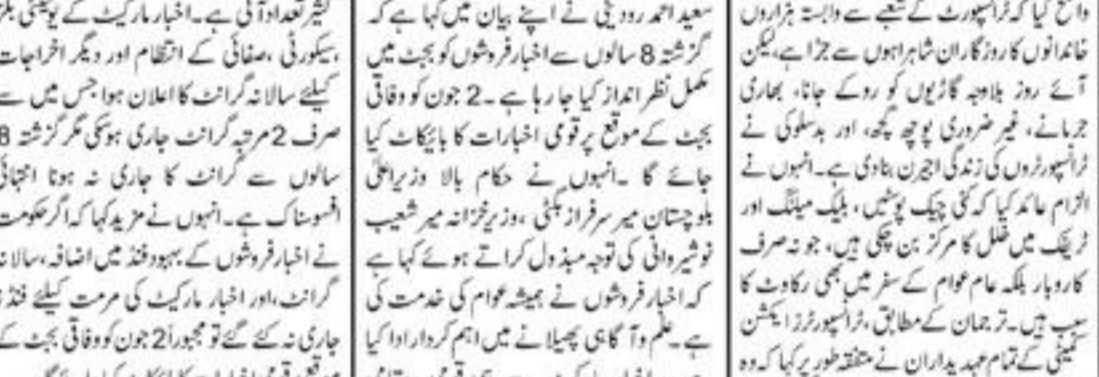 واضح کیا کہ ٹرانسپورٹ کے شعبے سے وابستہ ہزاروں
خاندانوں کا روزگار ان شاہراہوں سے جڑا ہے، لیکن
آئے روز بلاوجہ گاڑیوں کو روکے جانا، بھاری
جرمانے، غیر ضروری پوچھ گچھ، اور بدسلوکی نے
ٹرانسپورٹروں کی زندگی اجیرن بنا دی ہے۔ انہوں نے
الزام عائد کیا کہ کئی چیک پوسٹیں، بلیک میلنگ اور
ٹریفک میں خلل کا مرکز بن چکی ہیں، جو نہ صرف
کاروبار بلکہ عام عوام کے سفر میں بھی رکاوٹ کا
سبب ہیں۔ ترجمان کے مطابق، ٹرانسپورٹرز ایکشن
کمیٹی کے تمام عہدیداران نے متفقہ طور پر کہا کہ وہ
سعید احمد رودینی نے اپنے بیان میں کہا ہے کہ
گزشتہ 8 سالوں سے اخبار فروشوں کو بجٹ میں
مکمل نظر انداز کیا جا رہا ہے۔ 2 جون کو وفاقی
بجٹ کے موقع پر قومی اخبارات کا بائیکاٹ کیا
جائے گا۔ انہوں نے حکام بالا وزیراعلیٰ
بلوچستان میر سرفراز بگٹی، وزیر خزانہ میر شعیب
نوشیروانی کی توجہ مبذول کراتے ہوئے کہا ہے
کہ اخبار فروشوں نے ہمیشہ عوام کی خدمت کی
ہے۔ علم و آگاہی پھیلانے میں اہم کردار ادا کیا
کثیر تعداد آتی ہے۔ اخبار مارکیٹ کے یوٹیلٹی بلز
،سیکورٹی، صفائی کے انتظام اور دیگر اخراجات
کیلئے سالانہ گرانٹ کا اعلان ہوا جس میں سے
صرف 2 مرتبہ گرانٹ جاری ہوسکی مگر گزشتہ 8
سالوں سے گرانٹ کا جاری نہ ہونا انتہائی
افسوسناک ہے۔ انہوں نے مزید کہا کہ اگر حکومت
نے اخبار فروشوں کے بہبود فنڈ میں اضافہ، سالانہ
گرانٹ، اور اخبار مارکیٹ کی مرمت کیلئے فنڈز
جاری نہ کئے گئے تو مجبوراً 2 جون کو وفاقی بجٹ کے